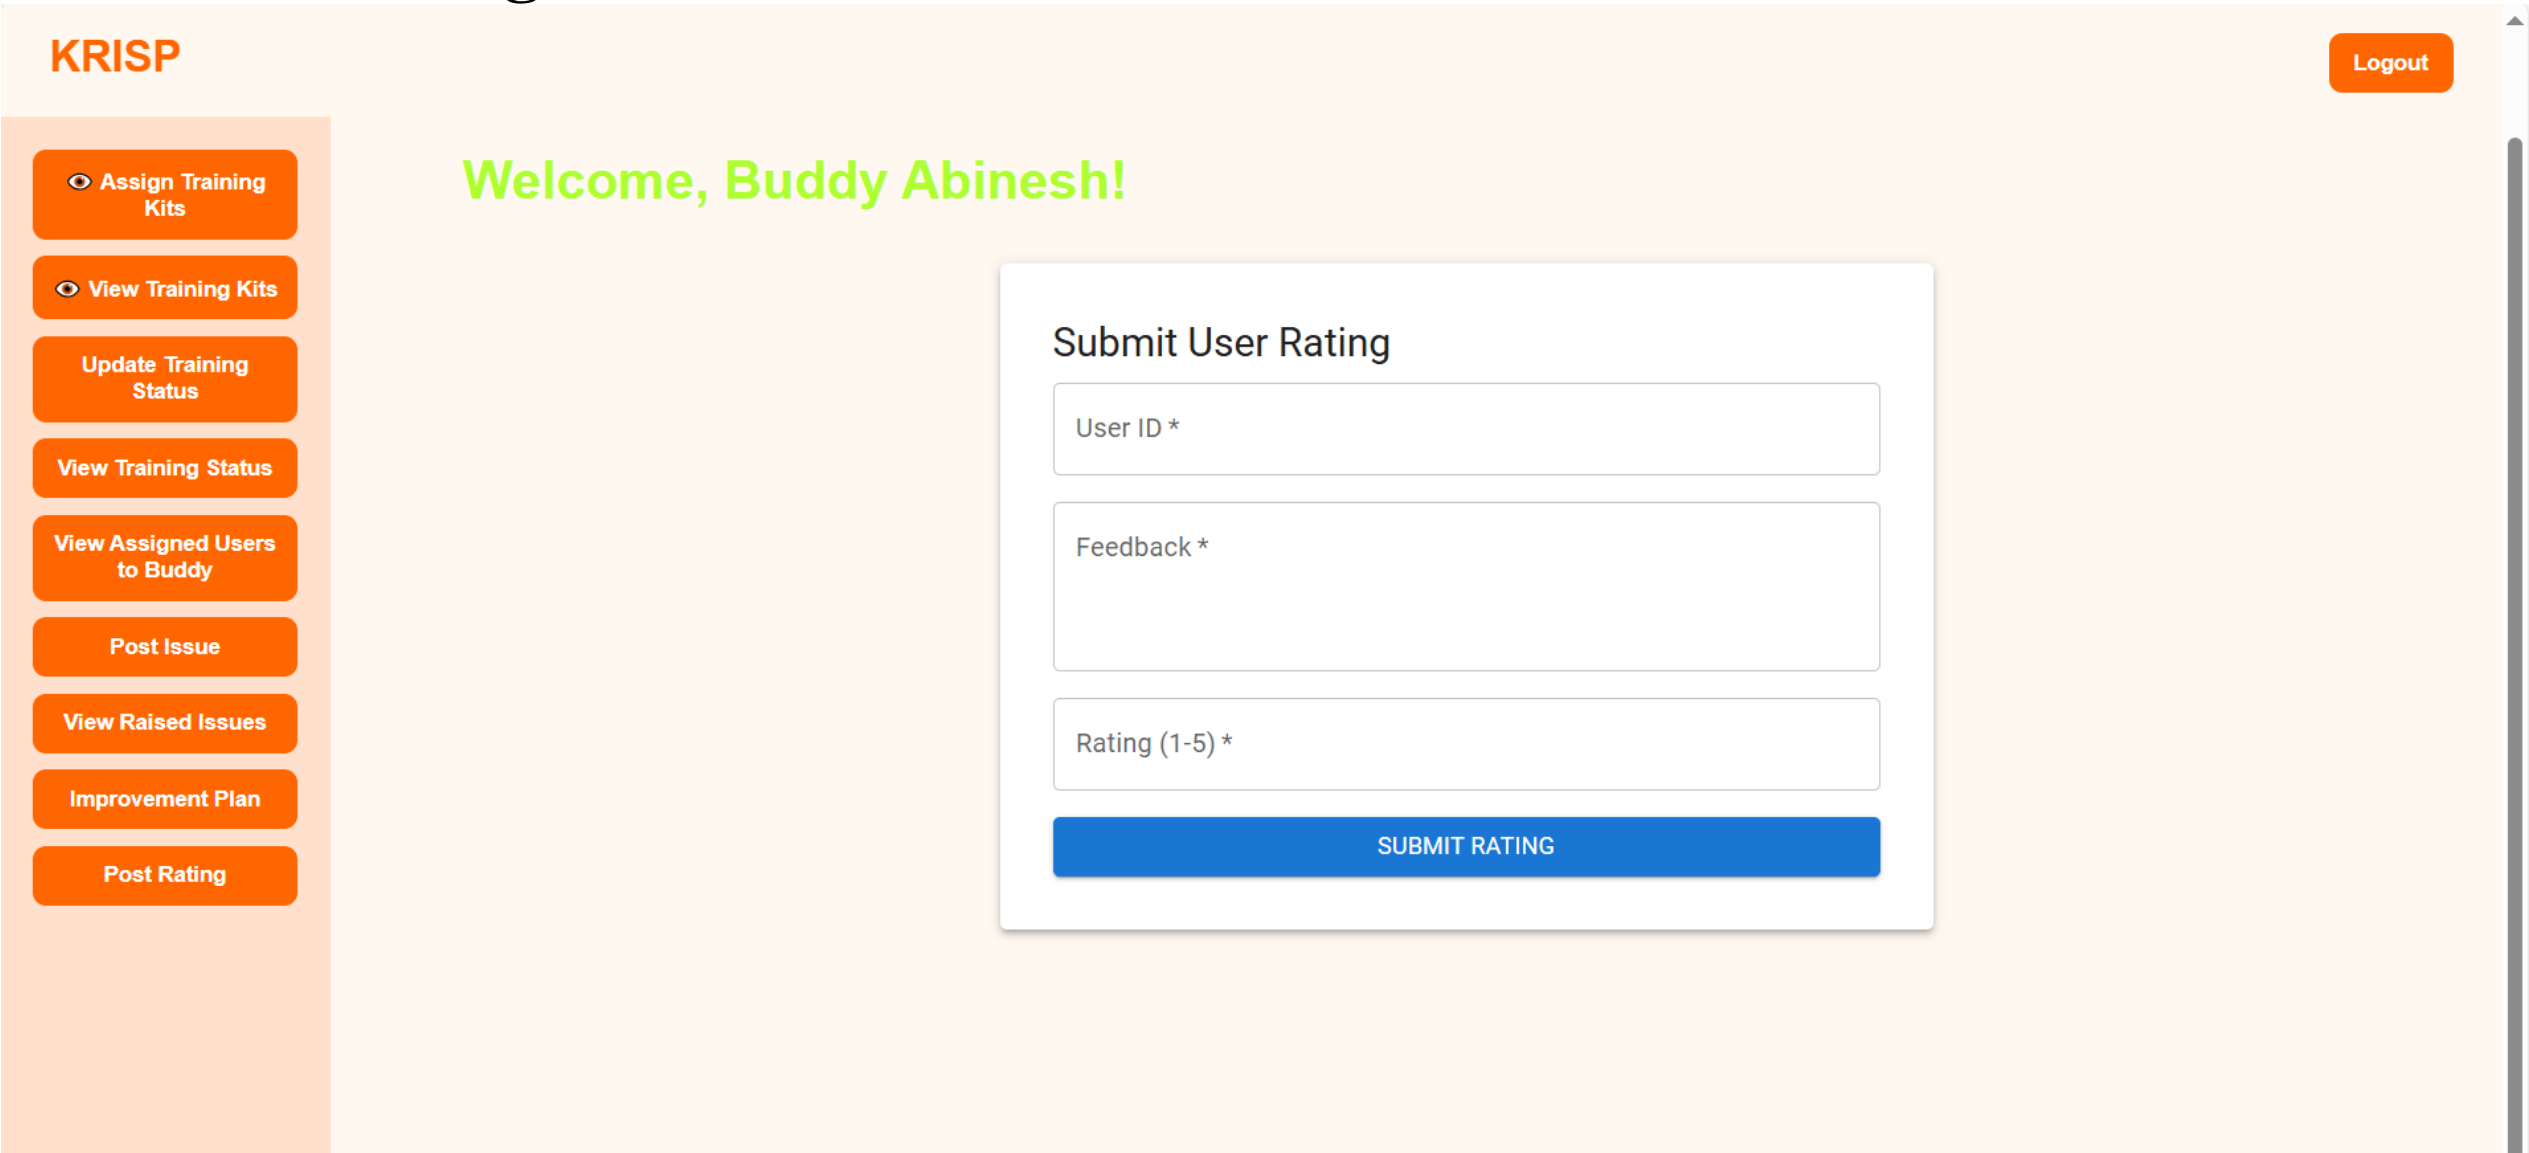 KRISP
Logout
Assign Training
Kits
View Training Kits
Update Training
Status
View Training Status
View Assigned Users
to Buddy
Post Issue
View Raised Issues
Improvement Plan
Post Rating
Welcome, Buddy Abinesh!
Submit User Rating
User ID *
Feedback *
Rating (1-5) *
SUBMIT RATING